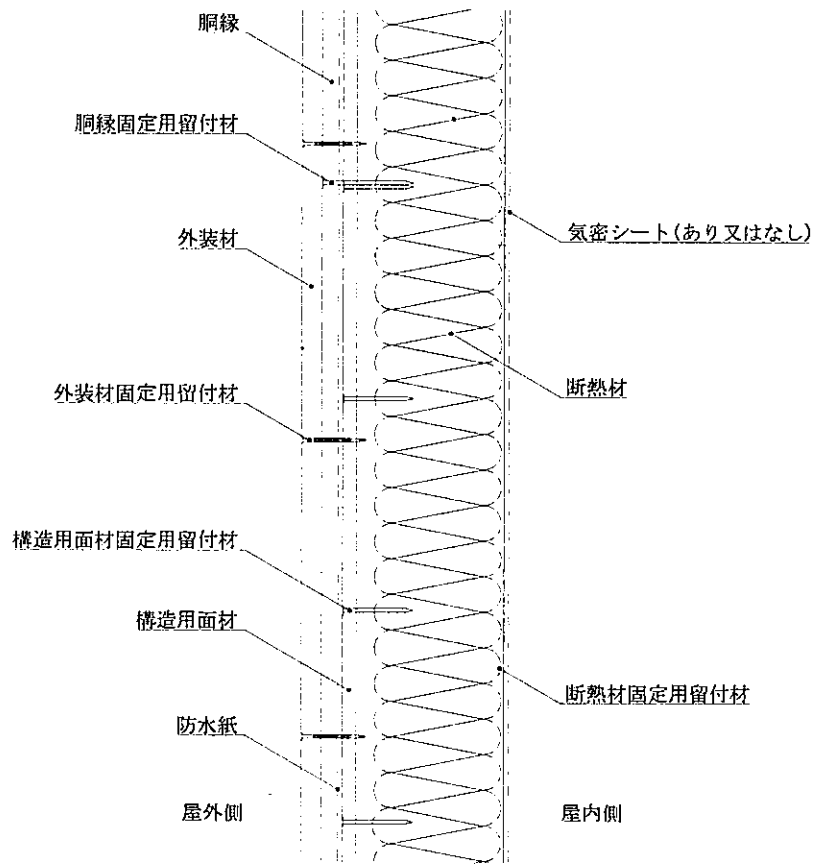 胴縁
胴縁固定用留付材
外装材
外装材固定用留付材
構造用面材固定用留付材
構造用面材
防水紙
屋外側
気密シート(あり又はなし)
断熱材
断熱材固定用留付材
屋内側